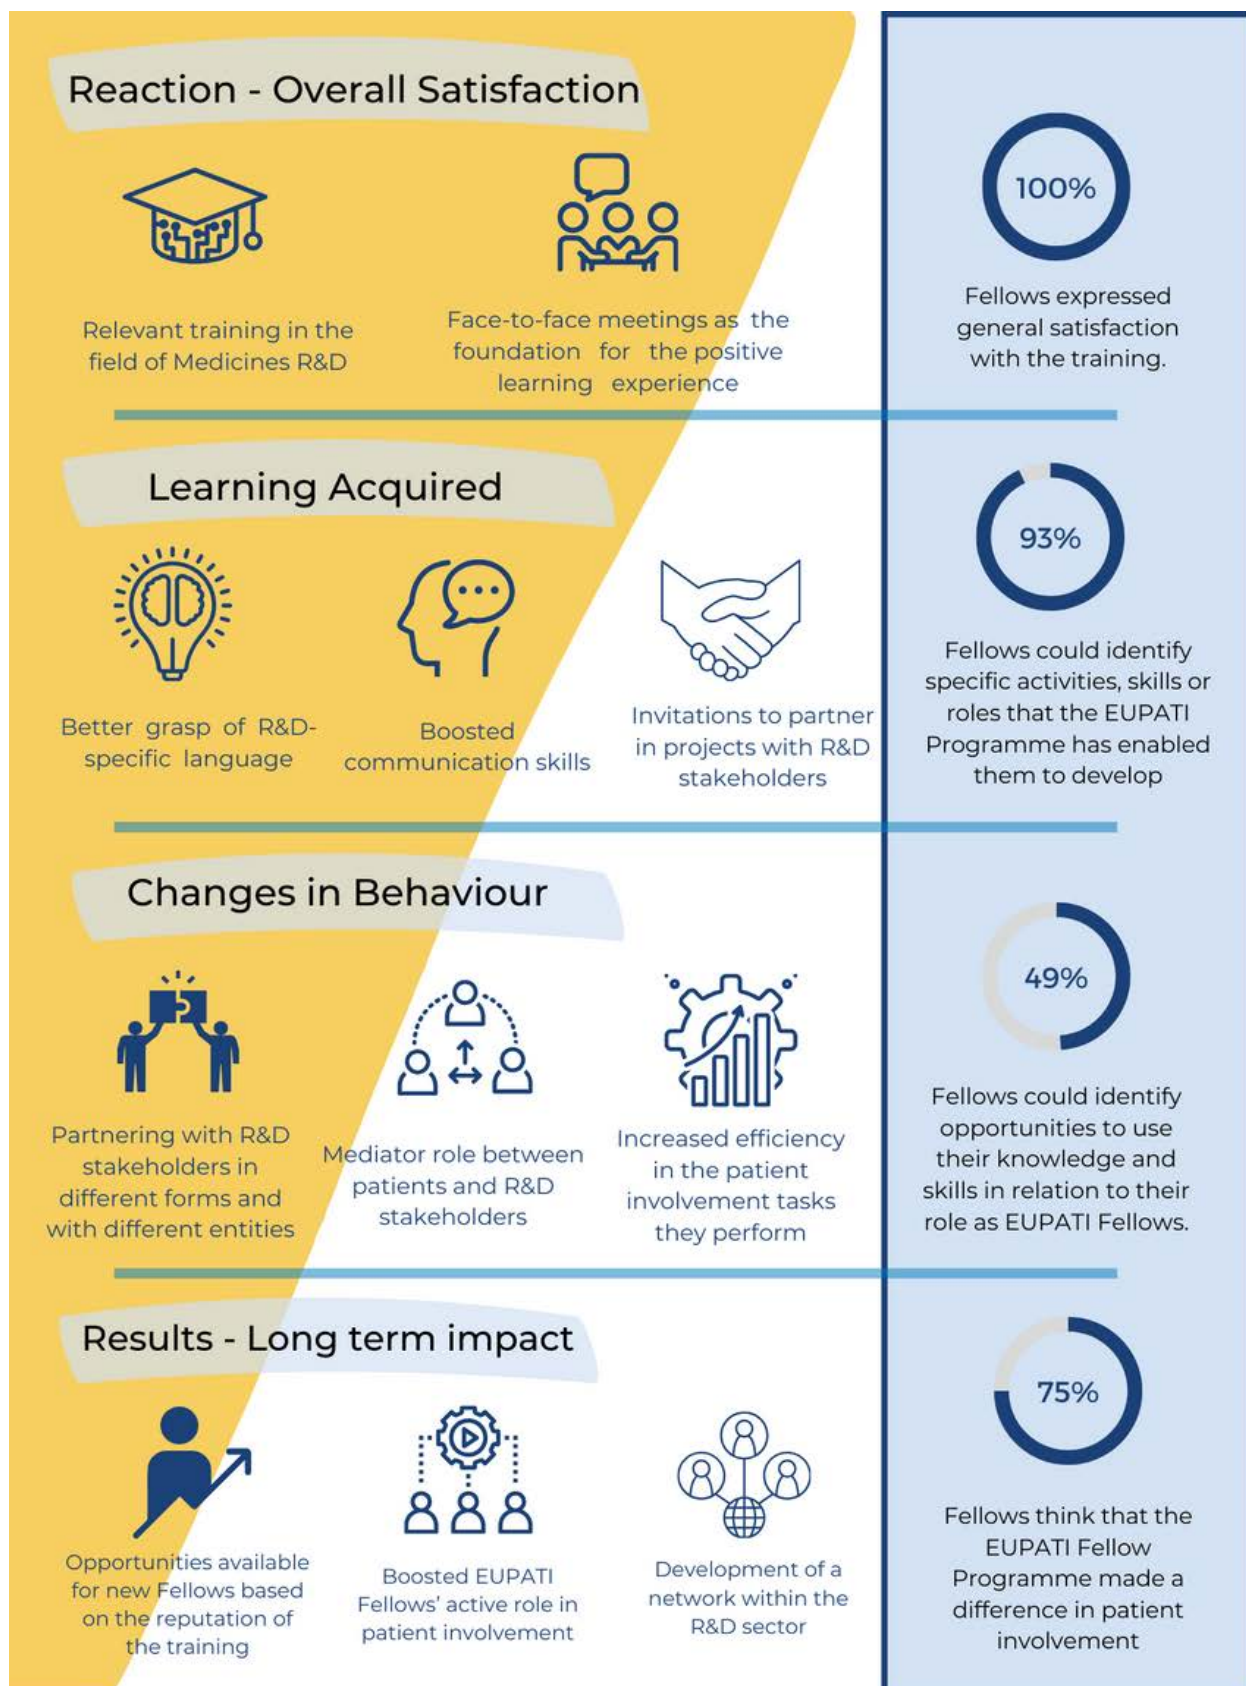 Reaction - Overall Satisfaction
Relevant training in the
field of Medicines R&D
Face-to-face meetings as the
foundation for the positive
learning experience
100%
Fellows expressed
general satisfaction
with the training.
Learning Acquired
Better grasp of R&D-
specific language
Boosted
communication skills
Invitations to partner
in projects with R&D
stakeholders
93%
Fellows could identify
specific activities, skills or
roles that the EUPATI
Programme has enabled
them to develop
Changes in Behaviour
Partnering with R&D
stakeholders in
different forms and
with different entities
Mediator role between
patients and R&D
stakeholders
Increased efficiency
in the patient
involvement tasks
they perform
49%
Fellows could identify
opportunities to use
their knowledge and
skills in relation to their
role as EUPATI Fellows.
Results - Long term impact
Opportunities available
for new Fellows based
on the reputation of
the training
Boosted EUPATI
Fellows' active role in
patient involvement
Development of a
network within the
R&D sector
75%
Fellows think that the
EUPATI Fellow
Programme made a
difference in patient
involvement